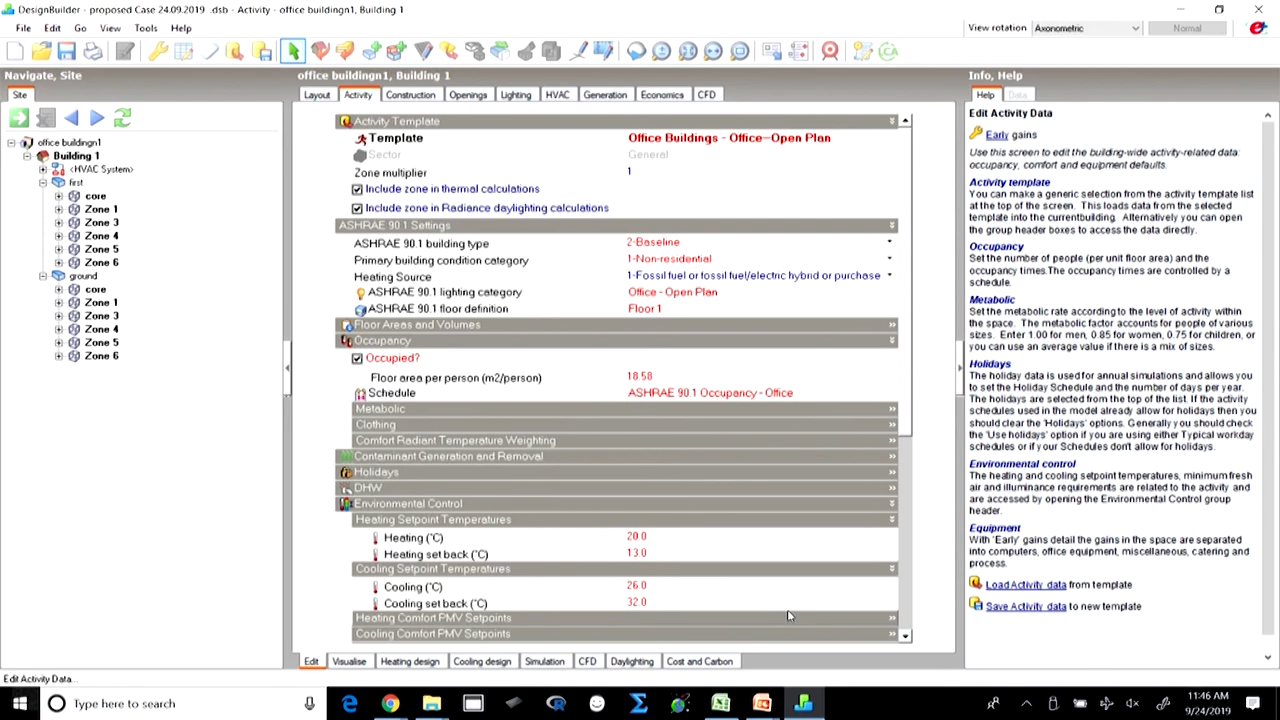 DesignBuilder - proposed Case 24.09.2019 .dsb - Activity - office buildingn1, Building 1
File Edit Go View Tools Help
View rotation Axonometric Normal
Navigate, Site
Site
office buildingn1
Building 1
<HVAC System>
first
core
Zone 1
Zone 3
Zone 4
Zone 5
Zone 6
ground
core
Zone 1
Zone 3
Zone 4
Zone 5
Zone 6
office buildingn1, Building 1
Layout Activity Construction Openings Lighting HVAC Generation Economics CFD
Activity Template
Template Office Buildings - Office—Open Plan
Sector General
Zone multiplier 1
Include zone in thermal calculations
Include zone in Radiance daylighting calculations
ASHRAE 90.1 Settings
ASHRAE 90.1 building type 2-Baseline
Primary building condition category 1-Non-residential
Heating Source 1-Fossil fuel or fossil fuel/electric hybrid or purchase
ASHRAE 90.1 lighting category Office - Open Plan
ASHRAE 90.1 floor definition Floor 1
Floor Areas and Volumes
Occupancy
Occupied?
Floor area per person (m2/person) 18.58
Schedule ASHRAE 90.1 Occupancy - Office
Metabolic
Clothing
Comfort Radiant Temperature Weighting
Contaminant Generation and Removal
Holidays
DHW
Environmental Control
Heating Setpoint Temperatures
Heating (°C) 20.0
Heating set back (°C) 13.0
Cooling Setpoint Temperatures
Cooling (°C) 26.0
Cooling set back (°C) 32.0
Heating Comfort PMV Setpoints
Cooling Comfort PMV Setpoints
Edit Visualise Heating design Cooling design Simulation CFD Daylighting Cost and Carbon
Info, Help
Help Data
Edit Activity Data
Early gains
Use this screen to edit the building-wide activity-related data:
occupancy, comfort and equipment defaults.
Activity template
You can make a generic selection from the activity template list
at the top of the screen. This loads data from the selected
template into the currentbuilding. Alternatively you can open
the group header boxes to access the data directly.
Occupancy
Set the number of people (per unit floor area) and the
occupancy times.The occupancy times are controlled by a
schedule.
Metabolic
Set the metabolic rate according to the level of activity within
the space. The metabolic factor accounts for people of various
sizes. Enter 1.00 for men, 0.85 for women, 0.75 for children, or
you can use an average value if there is a mix of sizes.
Holidays
The holiday data is used for annual simulations and allows you
to set the Holiday Schedule and the number of days per year.
The holidays are selected from the top of the list. If the activity
schedules used in the model already allow for holidays then you
should clear the 'Holidays' options. Generally you should check
the 'Use holidays' option if you are using either Typical workday
schedules or if your Schedules don't allow for holidays.
Environmental control
The heating and cooling setpoint temperatures, minimum fresh
air and illuminance requirements are related to the activity and
are accessed by opening the Environmental Control group
header.
Equipment
With 'Early' gains detail the gains in the space are separated
into computers, office equipment, miscellaneous, catering and
process.
Load Activity data from template
Save Activity data to new template
Edit Activity Data...
Type here to search
11:46 AM
9/24/2019